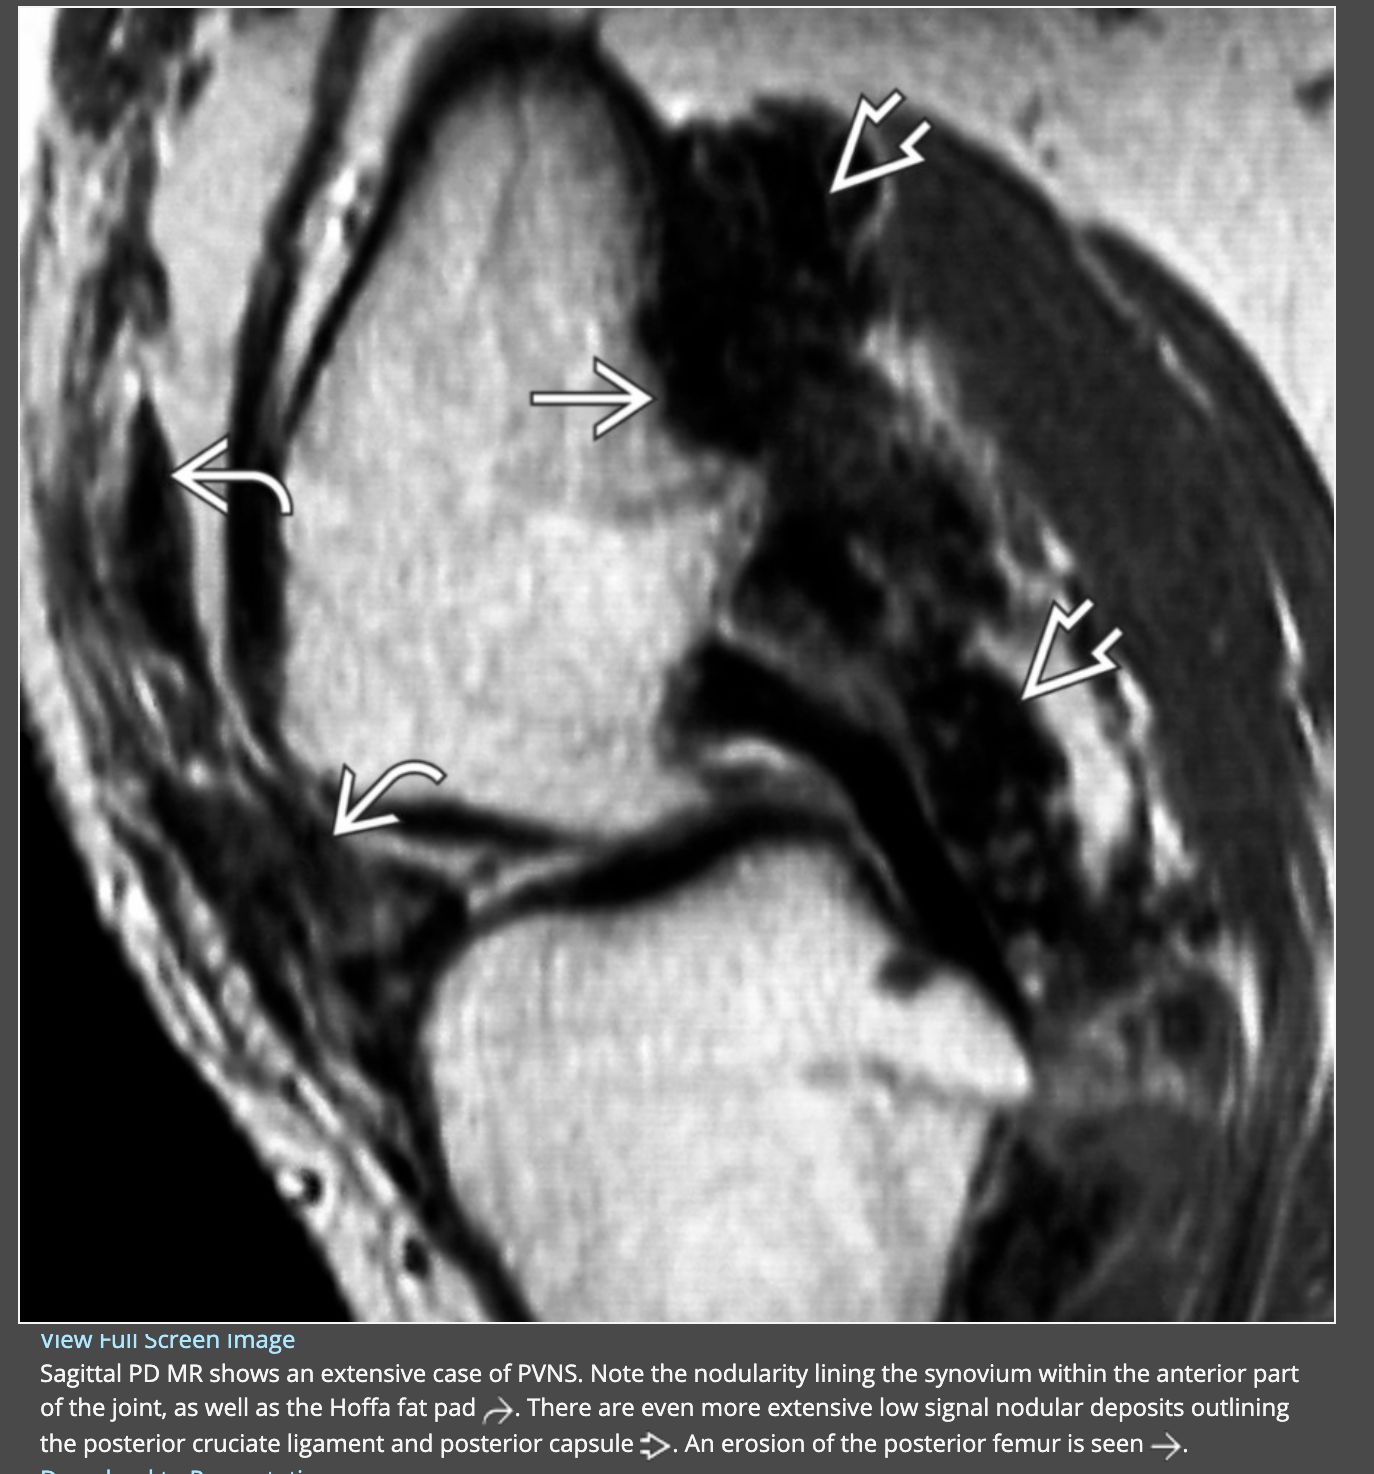 View Full Screen Image
Sagittal PD MR shows an extensive case of PVNS. Note the nodularity lining the synovium within the anterior part
of the joint, as well as the Hoffa fat pad . There are even more extensive low signal nodular deposits outlining
the posterior cruciate ligament and posterior capsule . An erosion of the posterior femur is seen .